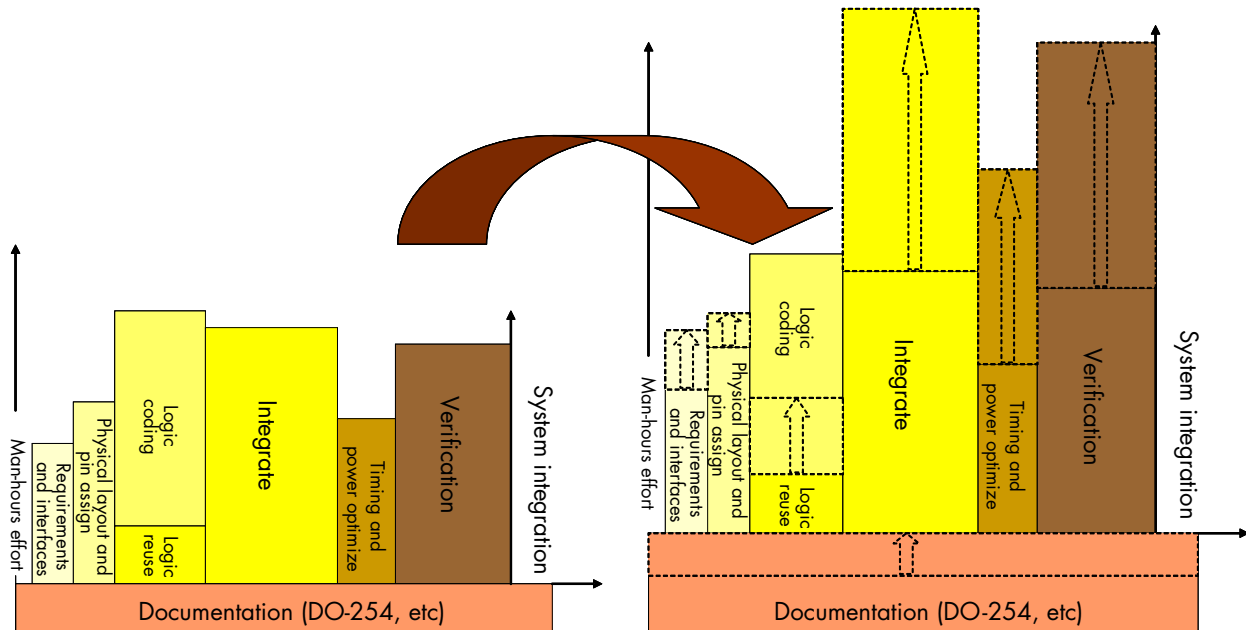 Man-hours effort
Requirements
and interfaces
Physical layout and
pin assign
Logic
coding
Logic
reuse
Integrate
Timing and
power optimize
Verification
System integration
Documentation (DO-254, etc)
Man-hours effort
Requirements
and interfaces
Physical layout and
pin assign
Logic
coding
Logic
reuse
Integrate
Timing and
power optimize
Verification
System integration
Documentation (DO-254, etc)